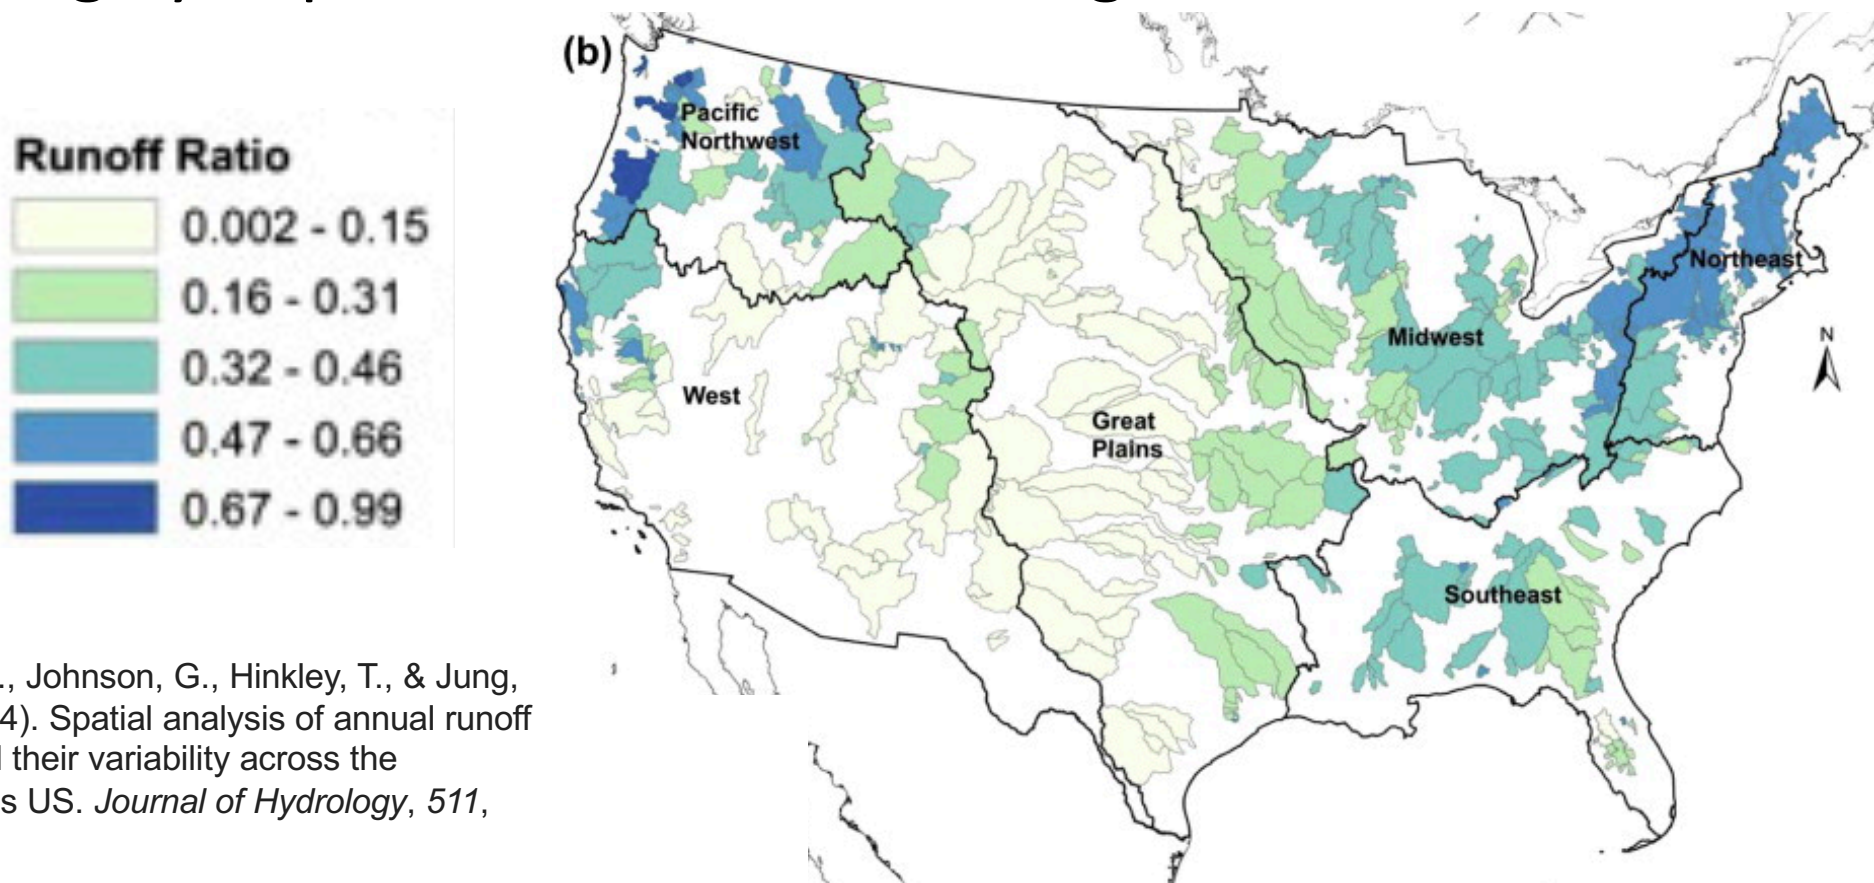 (b)
Runoff Ratio
0.002 - 0.15
0.16 - 0.31
0.32 - 0.46
0.47 - 0.66
0.67 - 0.99
Pacific
Northwest
Northeast
Midwest
N
West
Great
Plains
Southeast
., Johnson, G., Hinkley, T., & Jung,
4). Spatial analysis of annual runoff
their variability across the
s US. Journal of Hydrology, 511,